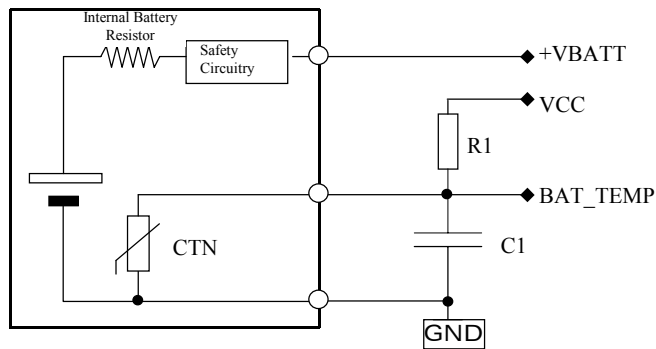 Internal Battery
Resistor
Safety
Circuitry
+VBATT
VCC
R1
BAT_TEMP
CTN
C1
GND